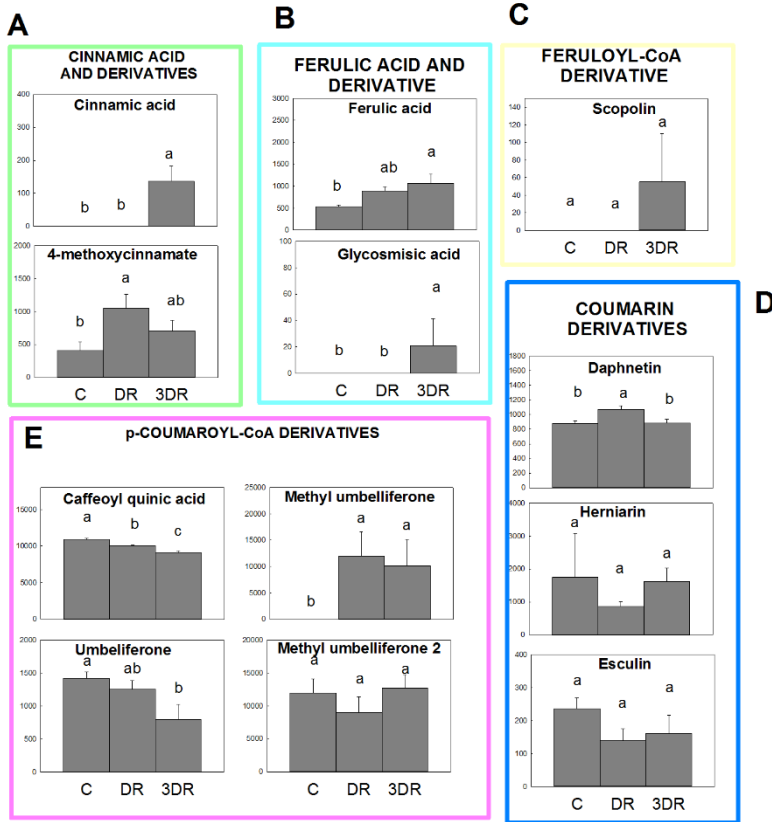 A
CINNAMIC ACID
AND DERIVATIVES
Cinnamic acid
400
300
200
100
0
b b a
4-methoxycinnamate
2000
1500
1000
500
0
b a ab
C DR 3DR
B
FERULIC ACID AND
DERIVATIVE
Ferulic acid
3000
2500
2000
1500
1000
500
0
b ab a
Glycosmisic acid
100
80
60
40
20
0
b b a
C DR 3DR
C
FERULOYL-CoA
DERIVATIVE
Scopolin
140
120
100
80
60
40
20
0
a a a
C DR 3DR
D
COUMARIN
DERIVATIVES
Daphnetin
1800
1600
1400
1200
1000
800
600
400
200
0
b a b
Herniarin
4000
3000
2000
1000
0
a a a
Esculin
400
300
200
100
0
a a a
C DR 3DR
E
p-COUMAROYL-CoA DERIVATIVES
Caffeoyl quinic acid
15000
10000
5000
0
a b c
Methyl umbelliferone
25000
20000
15000
10000
5000
0
b a a
Umbeliferone
2000
1500
1000
500
0
a ab b
C DR 3DR
Methyl umbelliferone 2
20000
15000
10000
5000
0
a a a
C DR 3DR